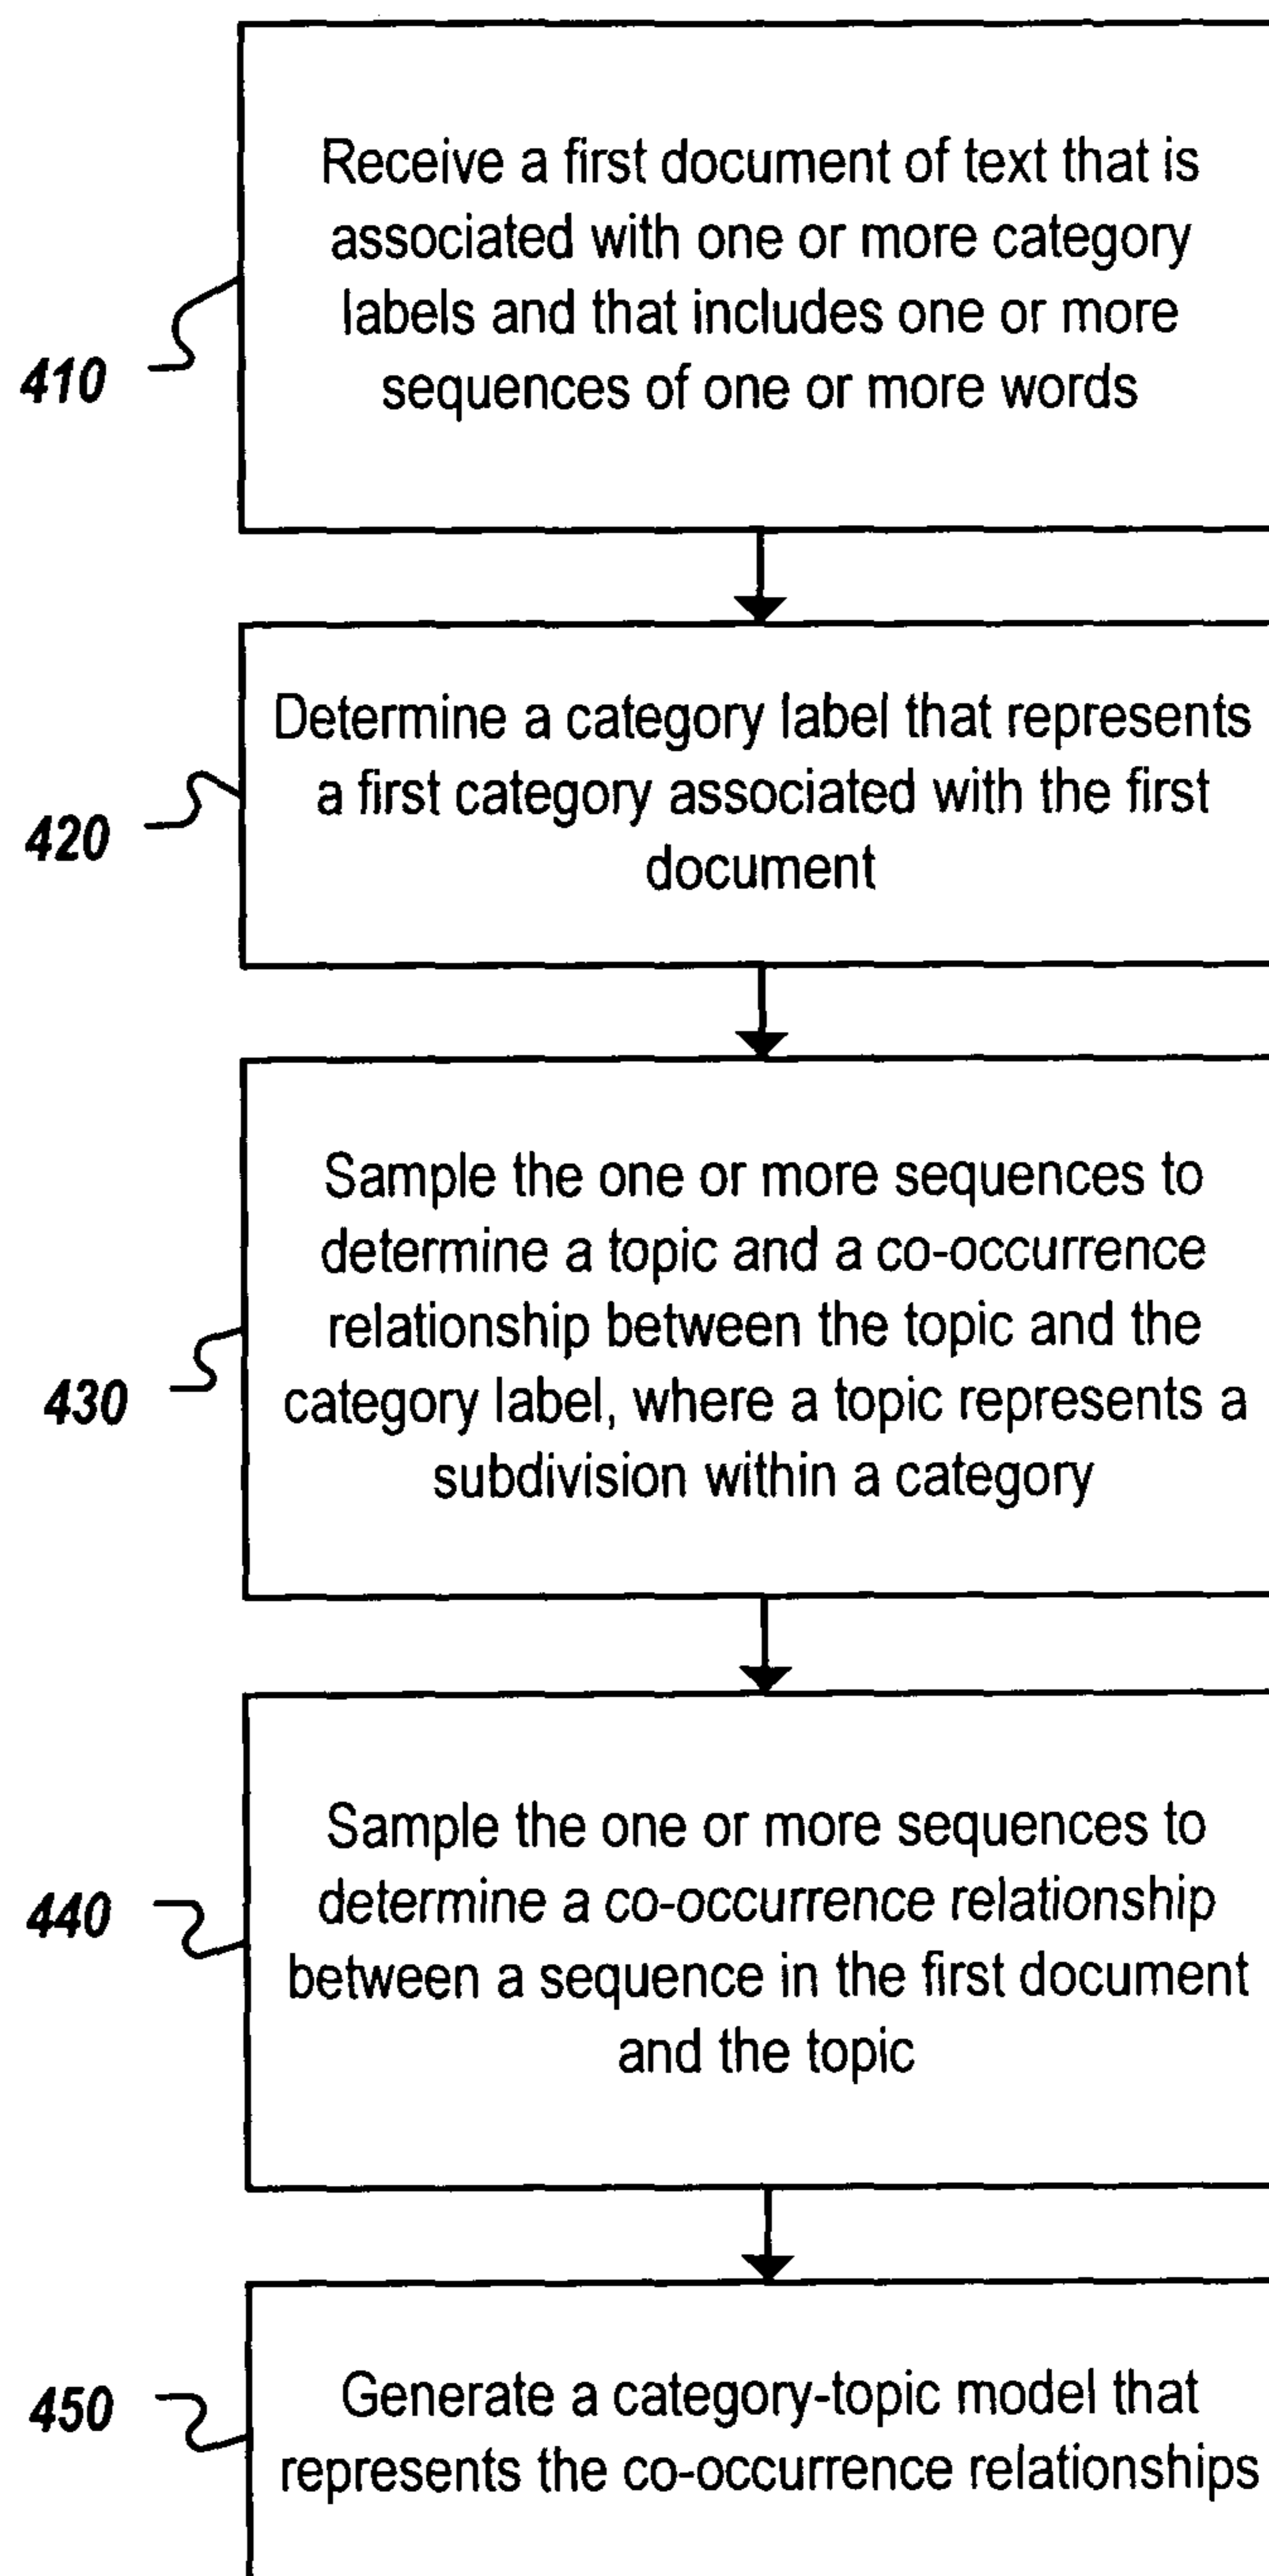 Receive a first document of text that is
associated with one or more category
labels and that includes one or more
sequences of one or more words
410
Determine a category label that represents
a first category associated with the first
document
420
Sample the one or more sequences to
determine a topic and a co-occurrence
relationship between the topic and the
category label, where a topic represents a
subdivision within a category
430
Sample the one or more sequences to
determine a co-occurrence relationship
between a sequence in the first document
and the topic
440
Generate a category-topic model that
represents the co-occurrence relationships
450